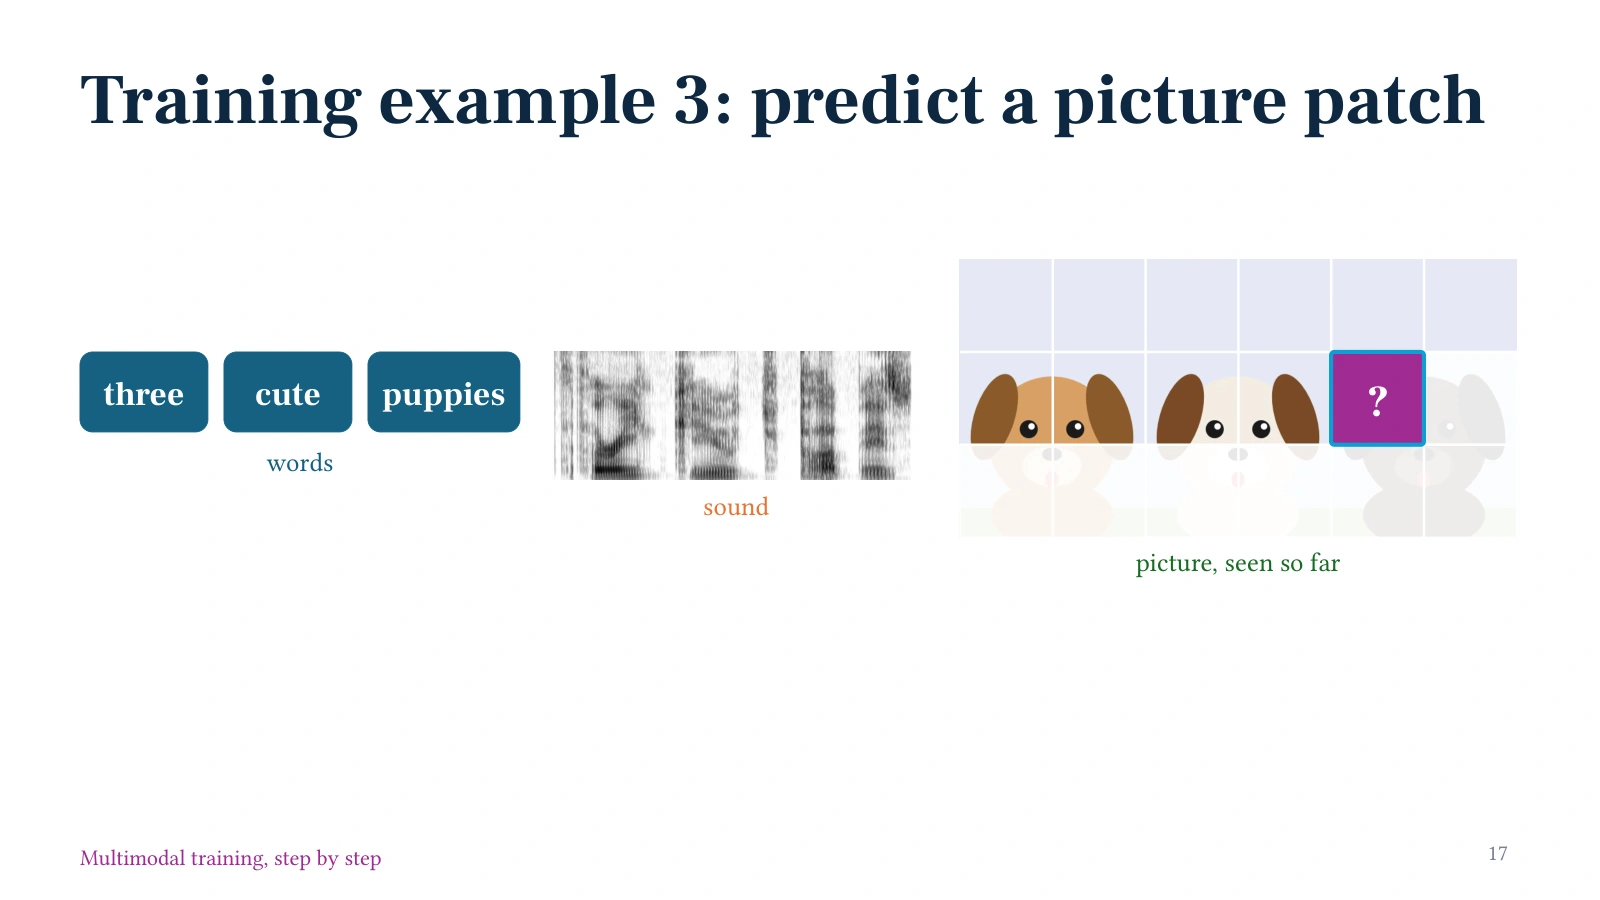 Training example 3: predict a picture patch
three cute puppies
words
sound
?
picture, seen so far
Multimodal training, step by step
17